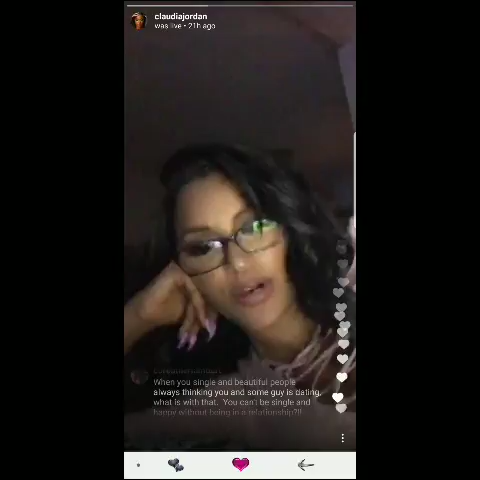 claudiajordan
was live • 21h ago
When you single and beautiful people
always thinking you and some guy is dating,
what is with that. You can't be single and
happy without being in a relationship?!!